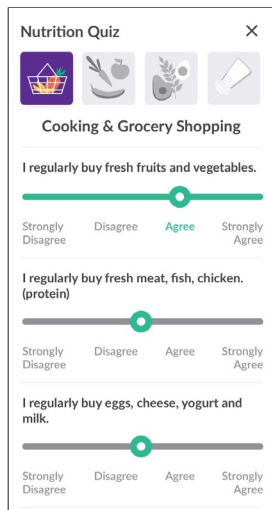 Nutrition Quiz
Cooking & Grocery Shopping
I regularly buy fresh fruits and vegetables.
Strongly Disagree Disagree Agree Strongly Agree
I regularly buy fresh meat, fish, chicken.
(protein)
Strongly Disagree Disagree Agree Strongly Agree
I regularly buy eggs, cheese, yogurt and
milk.
Strongly Disagree Disagree Agree Strongly Agree